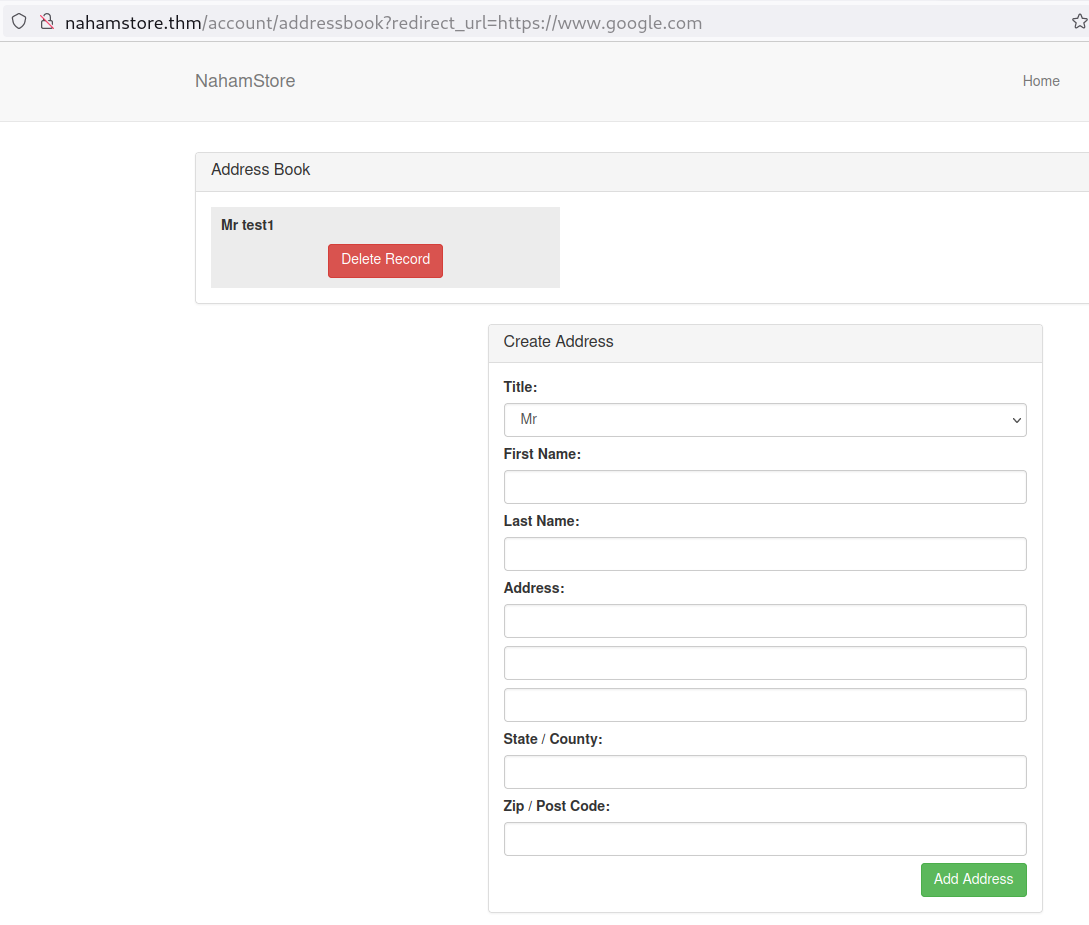 nahamstore.thm/account/addressbook?redirect_url=https://www.google.com
NahamStore Home
Address Book
Mr test1
Delete Record
Create Address
Title:
Mr
First Name:
Last Name:
Address:
State / County:
Zip / Post Code:
Add Address